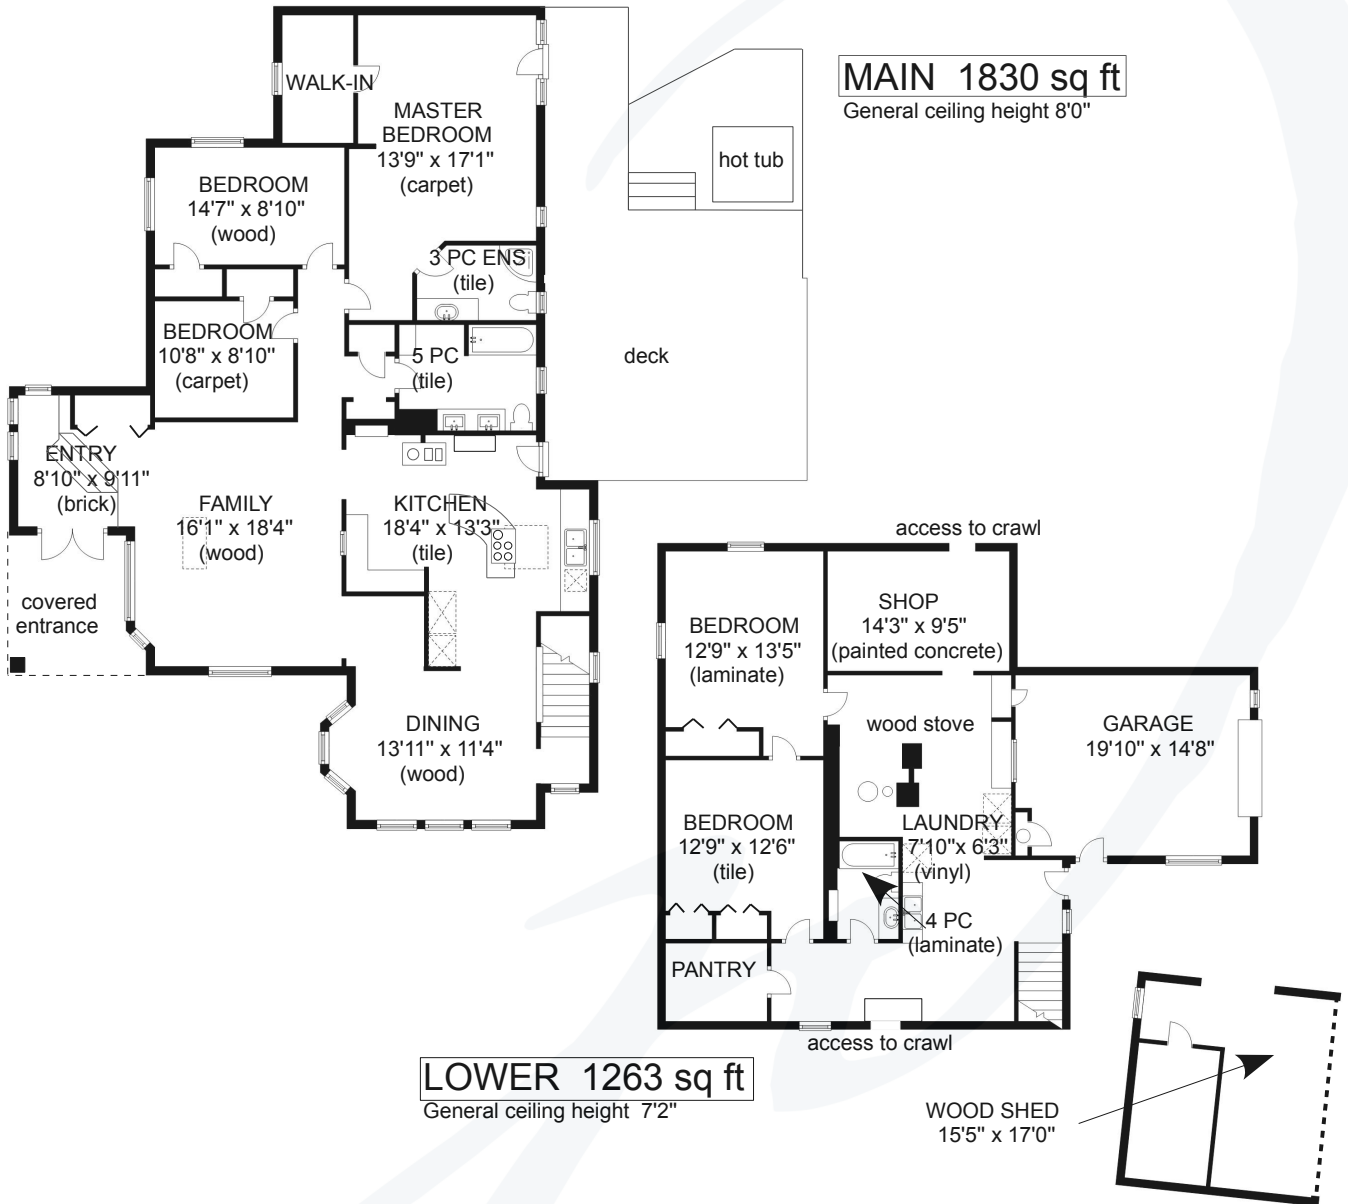 MAIN 1830 sq ft
General ceiling height 8'0"
WALK-IN
MASTER
BEDROOM
13'9" x 17'1"
(carpet)
hot tub
BEDROOM
14'7" x 8'10"
(wood)
3 PC ENS
(tile)
BEDROOM
10'8" x 8'10"
(carpet)
5 PC
(tile)
deck
ENTRY
8'10" x 9'11"
(brick)
FAMILY
16'1" x 18'4"
(wood)
KITCHEN
18'4" x 13'3"
(tile)
covered
entrance
DINING
13'11" x 11'4"
(wood)
access to crawl
BEDROOM
12'9" x 13'5"
(laminate)
SHOP
14'3" x 9'5"
(painted concrete)
wood stove
GARAGE
19'10" x 14'8"
BEDROOM
12'9" x 12'6"
(tile)
LAUNDRY
7'10"x 6'3"
(vinyl)
4 PC
(laminate)
PANTRY
access to crawl
LOWER 1263 sq ft
General ceiling height 7'2"
WOOD SHED
15'5" x 17'0"